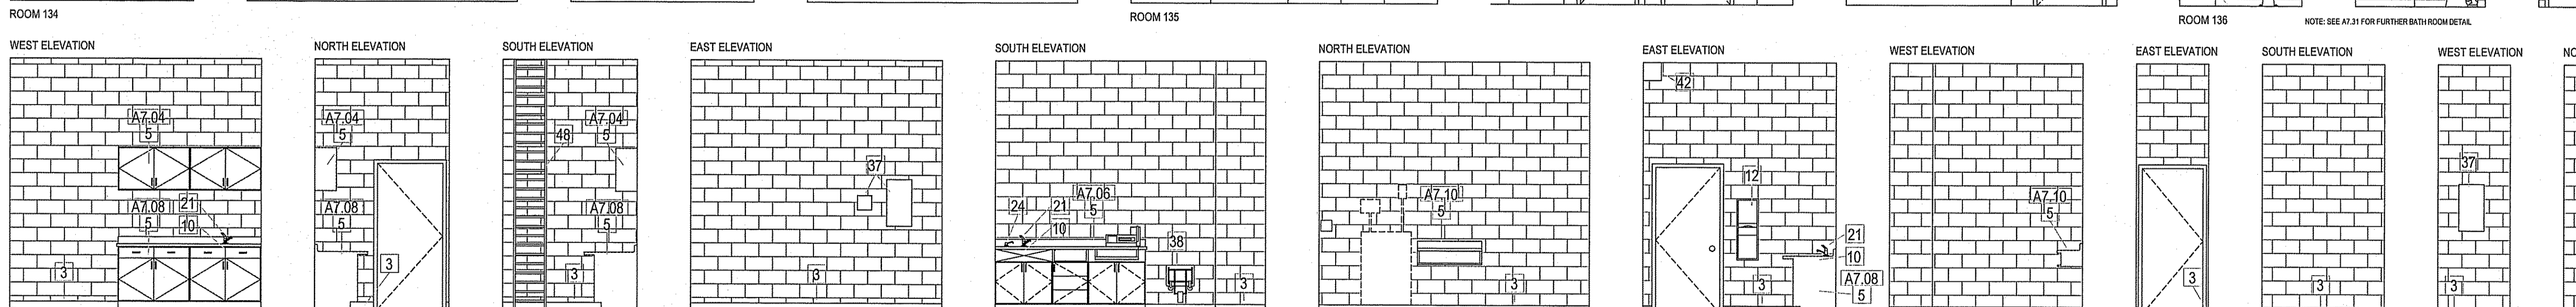 ROOM 134
ROOM 135
ROOM 136
NOTE: SEE A7.31 FOR FURTHER BATH ROOM DETAIL
WEST ELEVATION
A7.04
5
A7.08
5
21
10
3
NORTH ELEVATION
A7.04
5
A7.08
5
3
SOUTH ELEVATION
48
A7.04
5
A7.08
5
3
EAST ELEVATION
37
3
SOUTH ELEVATION
24
21
10
A7.06
5
38
3
NORTH ELEVATION
A7.10
5
3
EAST ELEVATION
42
12
21
10
3
A7.08
5
WEST ELEVATION
A7.10
5
EAST ELEVATION
3
SOUTH ELEVATION
3
WEST ELEVATION
37
3
NO